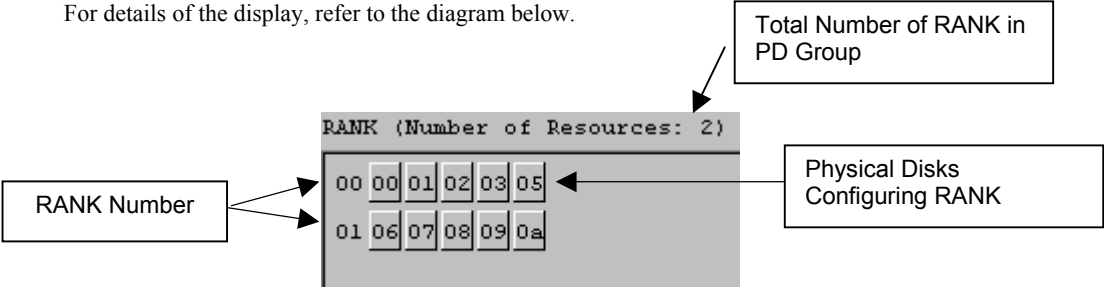 For details of the display, refer to the diagram below.
Total Number of RANK in
PD Group
RANK (Number of Resources: 2)
00 00 01 02 03 05
Physical Disks
Configuring RANK
RANK Number
01 06 07 08 09 0a